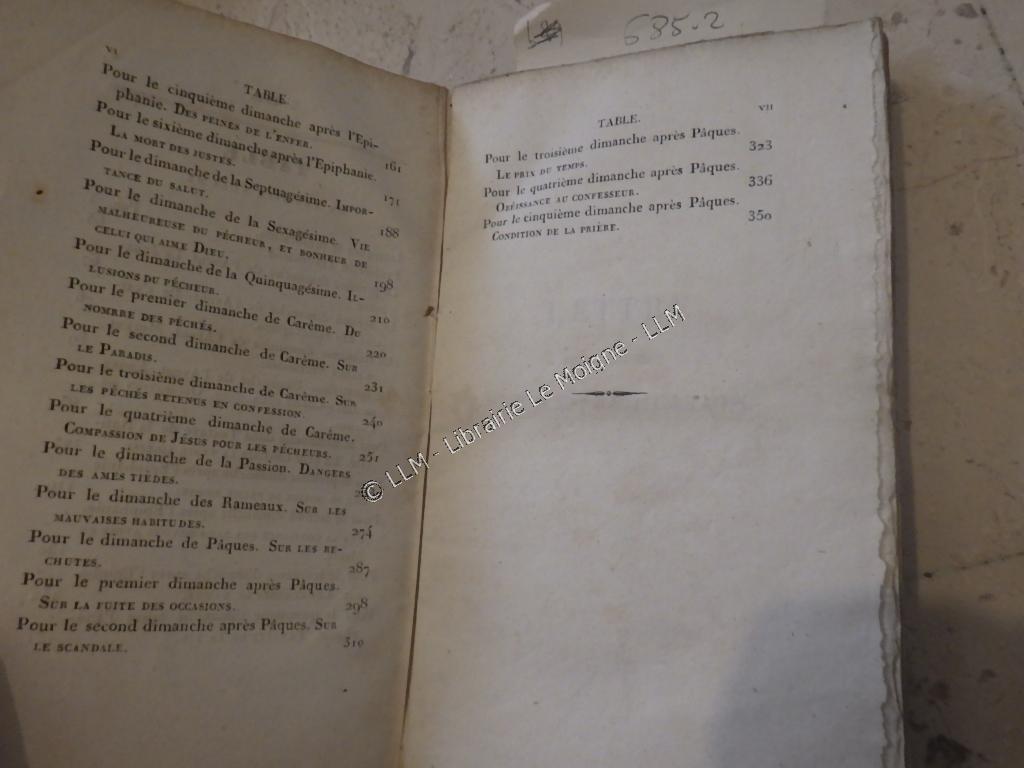 685-2
VI
TABLE.
Pour le cinquième dimanche après l'Epi-
phanie. Des peines de l'enfer. 161
Pour le sixième dimanche après l'Epiphanie.
La mort des justes. 171
Pour le dimanche de la Septuagésime. Impor-
tance du salut. 188
Pour le dimanche de la Sexagésime. Vie
malheureuse du pécheur, et bonheur de
celui qui aime Dieu. 198
Pour le dimanche de la Quinquagésime. Il-
lusions du pécheur. 210
Pour le premier dimanche de Carême. Du
nombre des péchés. 220
Pour le second dimanche de Carême. Sur
le Paradis. 231
Pour le troisième dimanche de Carême. Sur
les péchés retenus en confession. 240
Pour le quatrième dimanche de Carême.
Compassion de Jésus pour les pécheurs. 251
Pour le dimanche de la Passion. Dangers
des ames tièdes.
Pour le dimanche des Rameaux. Sur les
mauvaises habitudes. 274
Pour le dimanche de Pâques. Sur les re-
chutes. 287
Pour le premier dimanche après Pâques.
Sur la fuite des occasions. 298
Pour le second dimanche après Pâques. Sur
le scandale. 310
TABLE. VII
Pour le troisième dimanche après Pâques.
Le prix du temps. 323
Pour le quatrième dimanche après Pâques.
Obéissance au confesseur. 336
Pour le cinquième dimanche après Pâques.
Condition de la prière. 350
© LLM - Librairie Le Moigne - LLM